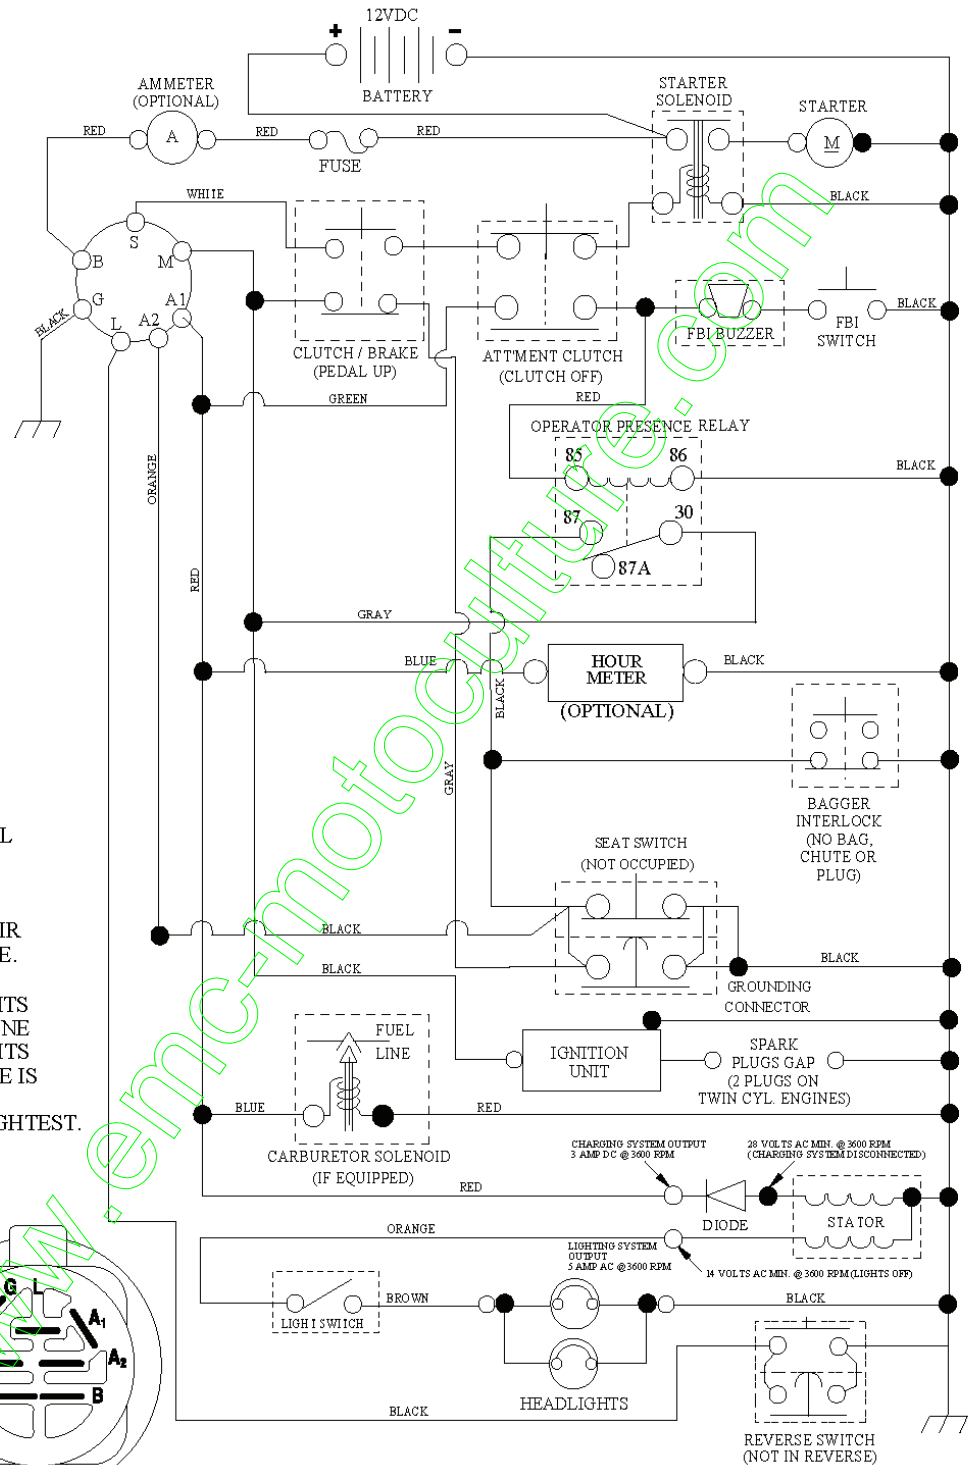 12VDC
+
-
BATTERY
AMMETER
(OPTIONAL)
STARTER
SOLENOID
STARTER
RED
A
RED
FUSE
RED
M
WHITE
BLACK
S
B
M
G
A1
L
A2
BLACK
CLUTCH / BRAKE
(PEDAL UP)
ATT'MENT CLUTCH
(CLUTCH OFF)
FBI BUZZER
FBI
SWITCH
BLACK
GREEN
RED
OPERATOR PRESENCE RELAY
85
86
BLACK
ORANGE
87
30
87A
RED
GRAY
BLUE
HOUR
METER
(OPTIONAL)
BLACK
BLACK
GRAY
BAGGER
INTERLOCK
(NO BAG,
CHUTE OR
PLUG)
L
SEAT SWITCH
(NOT OCCUPIED)
IR
E.
BLACK
BLACK
BLACK
GROUNDING
CONNECTOR
ITS
NE
ITS
E IS
GHTEST.
FUEL
LINE
IGNITION
UNIT
SPARK
PLUGS GAP
(2 PLUGS ON
TWIN CYL. ENGINES)
BLUE
RED
CARBURETOR SOLENOID
(IF EQUIPPED)
CHARGING SYSTEM OUTPUT
3 AMP DC @ 3600 RPM
28 VOLTS AC MIN. @ 3600 RPM
(CHARGING SYSTEM DISCONNECTED)
RED
DIODE
STATOR
ORANGE
LIGHTING SYSTEM
OUTPUT
5 AMP AC @ 3600 RPM
14 VOLTS AC MIN. @ 3600 RPM (LIGHTS OFF)
LIGHT SWITCH
BROWN
BLACK
HEADLIGHTS
BLACK
REVERSE SWITCH
(NOT IN REVERSE)
G
L
A1
A2
B
www.emc-motoculture.com